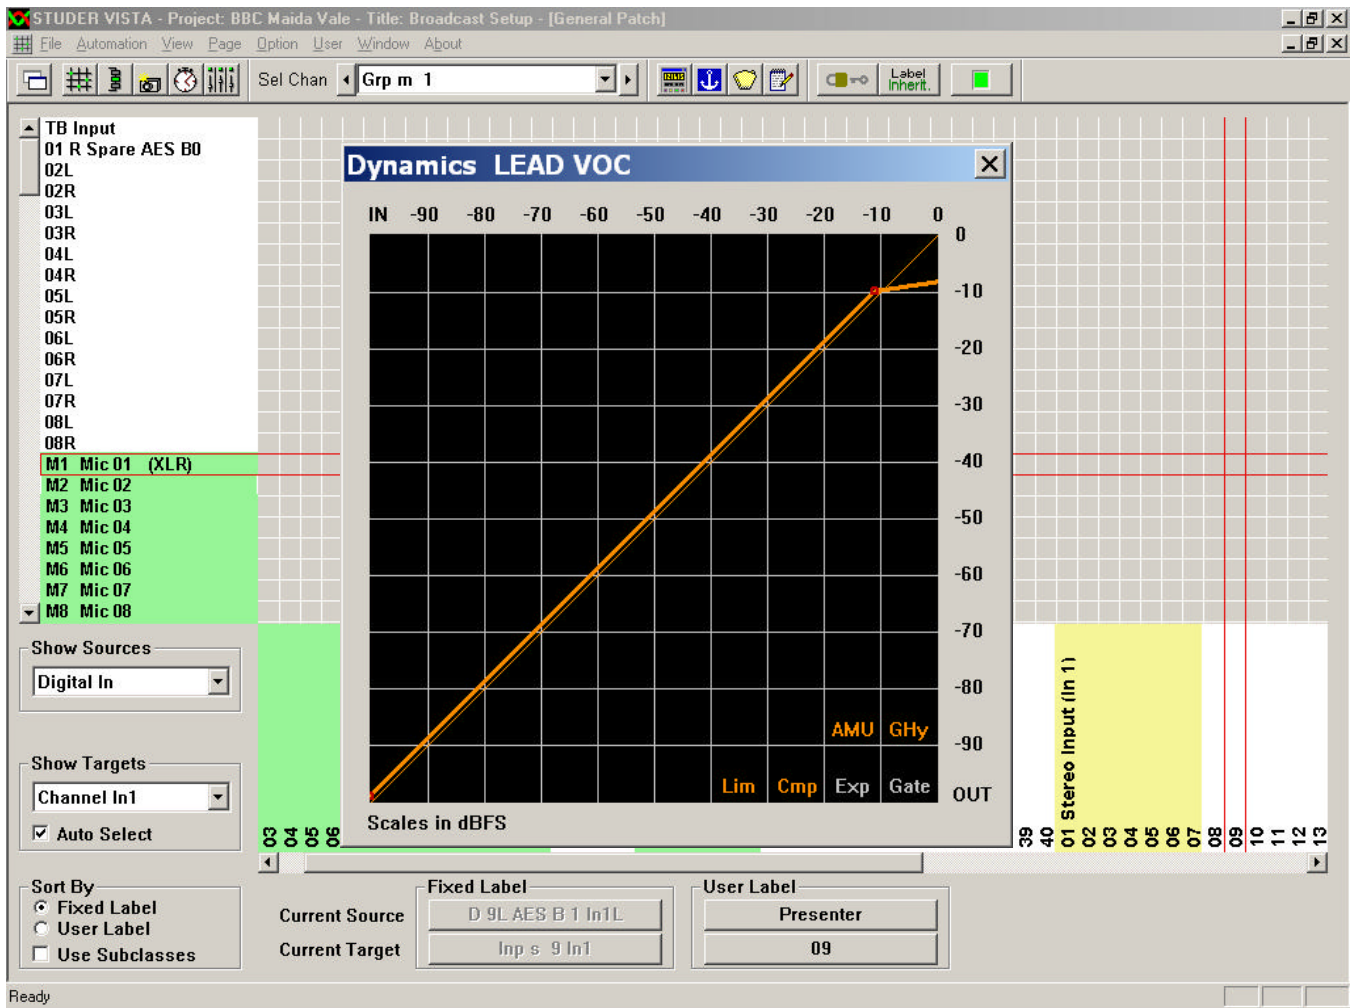 STUDER VISTA - Project: BBC Maida Vale - Title: Broadcast Setup - [General Patch]
File Automation View Page Option User Window About
Sel Chan Grp m 1 Label Inherit.
TB Input
01 R Spare AES B0
02L
02R
03L
03R
04L
04R
05L
05R
06L
06R
07L
07R
08L
08R
M1 Mic 01 (XLR)
M2 Mic 02
M3 Mic 03
M4 Mic 04
M5 Mic 05
M6 Mic 06
M7 Mic 07
M8 Mic 08
Dynamics LEAD VOC
IN -90 -80 -70 -60 -50 -40 -30 -20 -10 0
0
-10
-20
-30
-40
-50
-60
-70
-80
-90
OUT
AMU GHy
Lim Cmp Exp Gate
Scales in dBFS
Show Sources
Digital In
Show Targets
Channel In1
Auto Select
03
04
05
06
39
40
01 Stereo Input (In 1)
02
03
04
05
06
07
08
09
10
11
12
13
Sort By
Fixed Label
User Label
Use Subclasses
Fixed Label
User Label
Current Source D 9L AES B 1 In1L Presenter
Current Target Inp s 9 In1 09
Ready